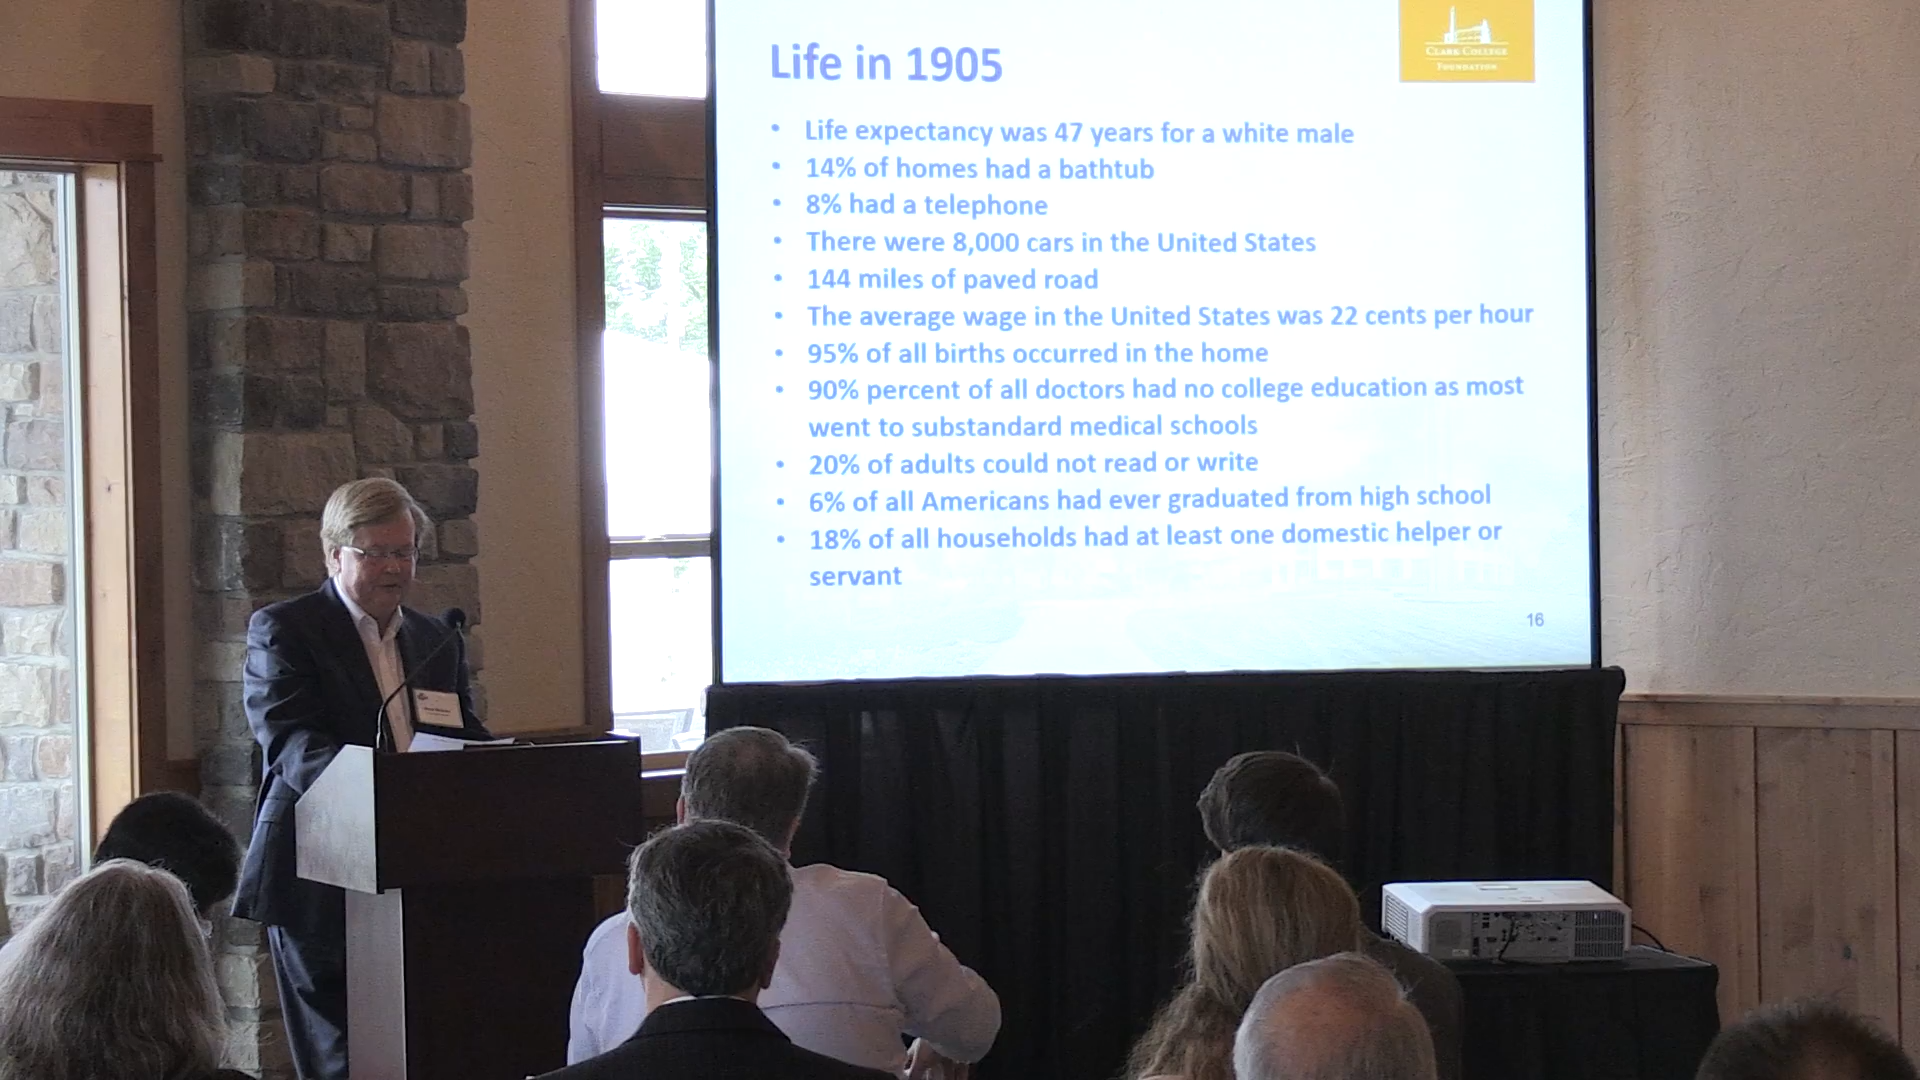 Life in 1905
CLARK COLLEGE
FOUNDATION
• Life expectancy was 47 years for a white male
• 14% of homes had a bathtub
• 8% had a telephone
• There were 8,000 cars in the United States
• 144 miles of paved road
• The average wage in the United States was 22 cents per hour
• 95% of all births occurred in the home
• 90% percent of all doctors had no college education as most
went to substandard medical schools
• 20% of adults could not read or write
• 6% of all Americans had ever graduated from high school
• 18% of all households had at least one domestic helper or
servant
16